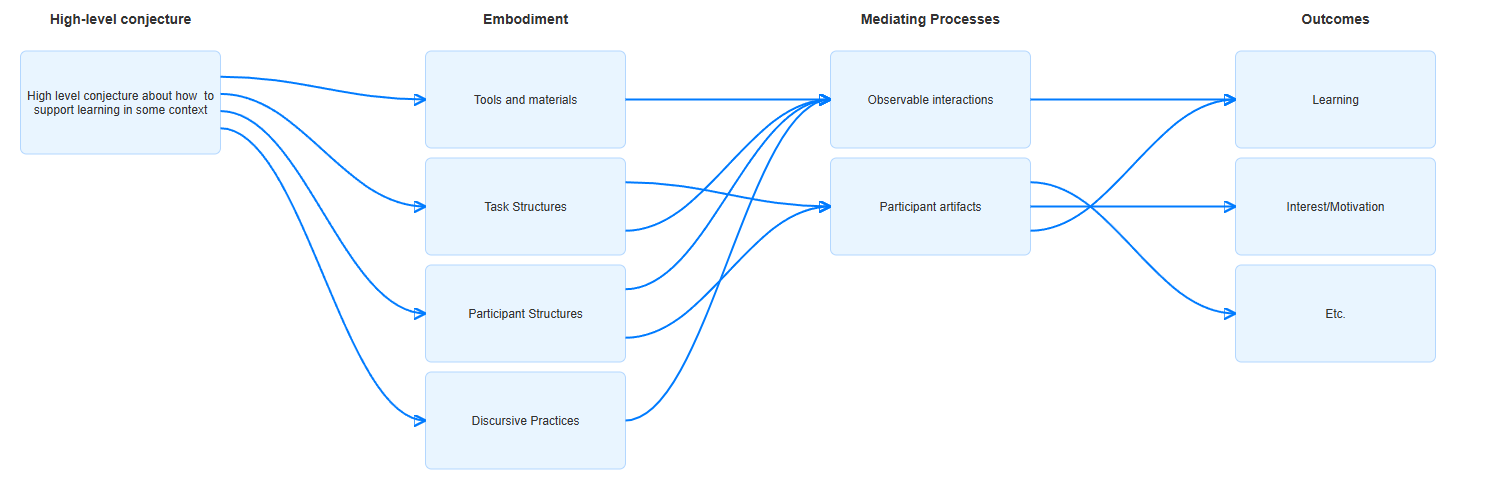 High-level conjecture
Embodiment
Mediating Processes
Outcomes
High level conjecture about how  to
support learning in some context
Tools and materials
Observable interactions
Learning
Task Structures
Participant artifacts
Interest/Motivation
Participant Structures
Etc.
Discursive Practices